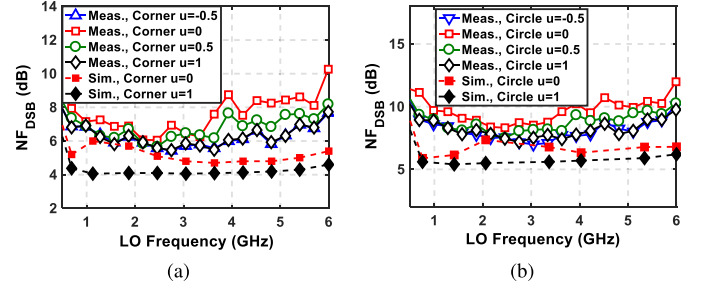 14
12
10
8
6
4
2
NF_DSB (dB)
Meas., Corner u=-0.5
Meas., Corner u=0
Meas., Corner u=0.5
Meas., Corner u=1
Sim., Corner u=0
Sim., Corner u=1
1 2 3 4 5 6
LO Frequency (GHz)
(a)
15
10
5
NF_DSB (dB)
Meas., Circle u=-0.5
Meas., Circle u=0
Meas., Circle u=0.5
Meas., Circle u=1
Sim., Circle u=0
Sim., Circle u=1
1 2 3 4 5 6
LO Frequency (GHz)
(b)